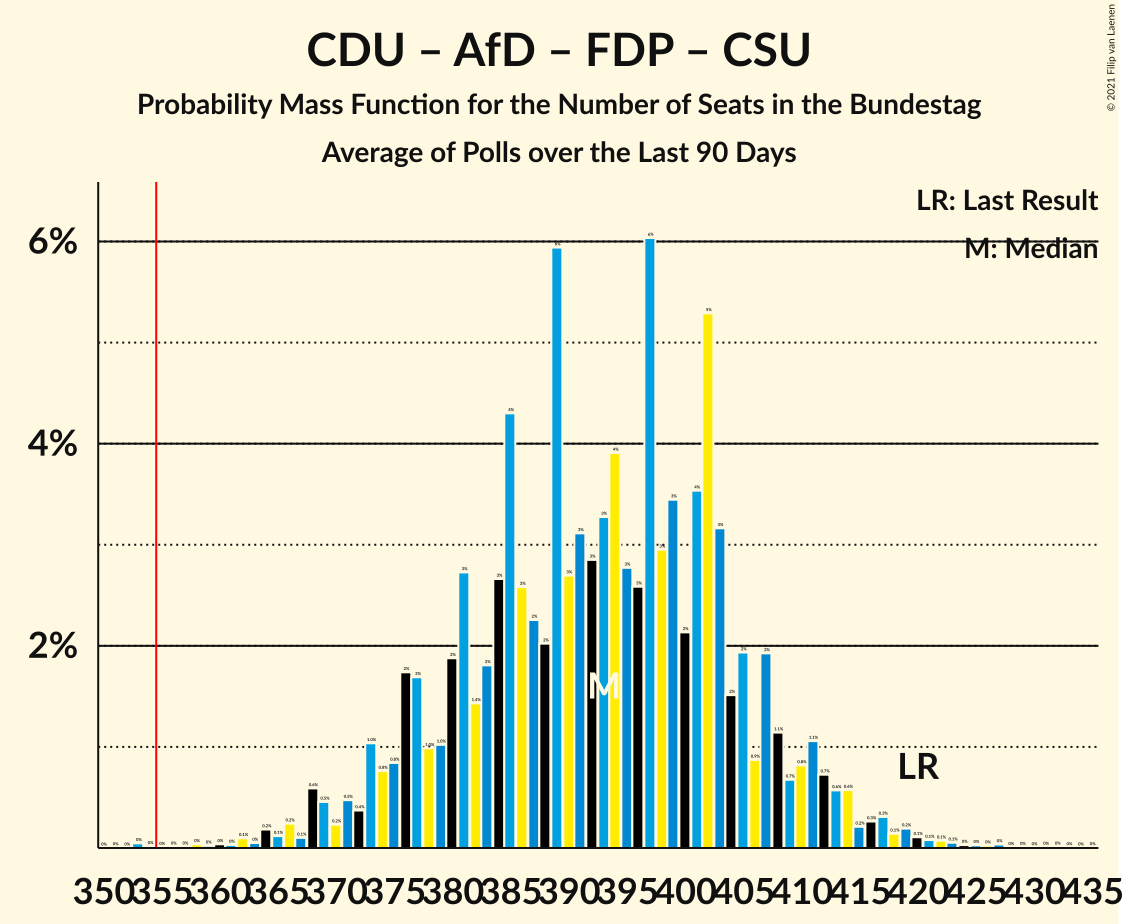 CDU – AfD – FDP – CSU
Probability Mass Function for the Number of Seats in the Bundestag
Average of Polls over the Last 90 Days
© 2021 Filip van Laenen
LR: Last Result
M: Median
6%
4%
2%
M
LR
350 355 360 365 370 375 380 385 390 395 400 405 410 415 420 425 430 435